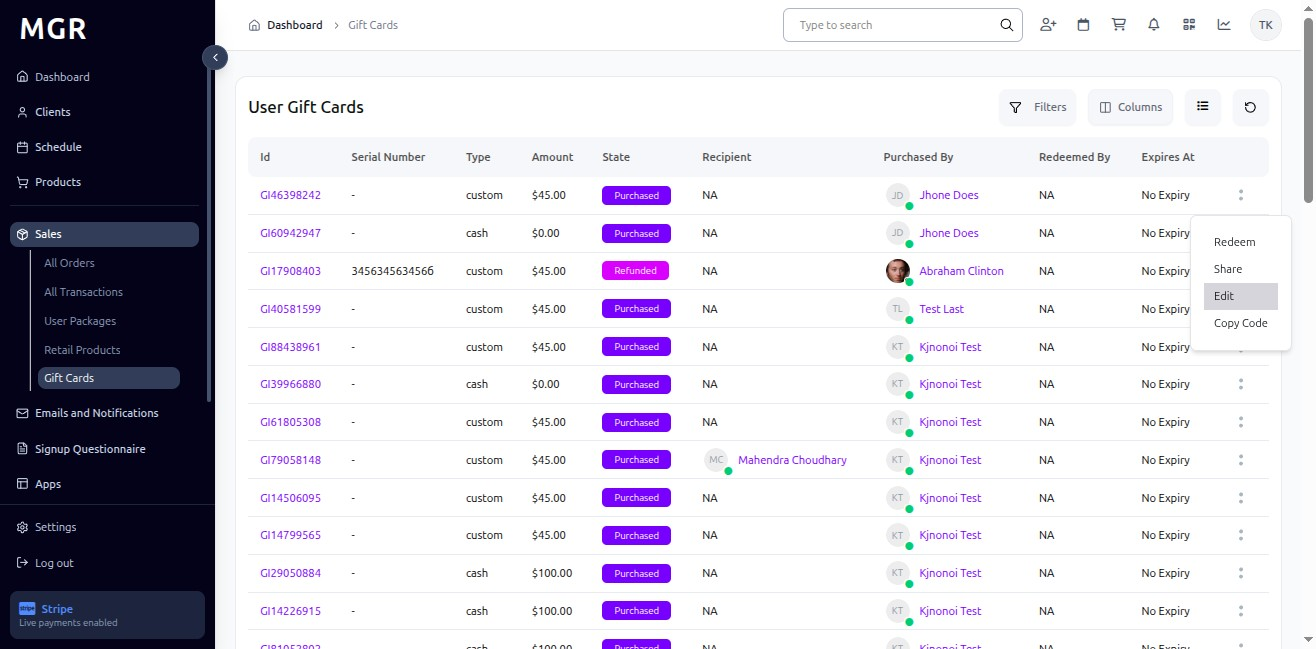 MGR
Dashboard
Clients
Schedule
Products
Sales
All Orders
All Transactions
User Packages
Retail Products
Gift Cards
Emails and Notifications
Signup Questionnaire
Apps
Settings
Log out
stripe Stripe
Live payments enabled
Dashboard > Gift Cards
Type to search
TK
User Gift Cards
Filters
Columns
Id Serial Number Type Amount State Recipient Purchased By Redeemed By Expires At
GI46398242 - custom $45.00 Purchased NA JD Jhone Does NA No Expiry
GI60942947 - cash $0.00 Purchased NA JD Jhone Does NA No Expiry
GI17908403 34563456345 66 custom $45.00 Refunded NA Abraham Clinton NA No Expiry
GI40581599 - custom $45.00 Purchased NA TL Test Last NA No Expiry
GI88438961 - custom $45.00 Purchased NA KT Kjnonoi Test NA No Expiry
GI39966880 - cash $0.00 Purchased NA KT Kjnonoi Test NA No Expiry
GI61805308 - custom $45.00 Purchased NA KT Kjnonoi Test NA No Expiry
GI79058148 - custom $45.00 Purchased MC Mahendra Choudhary KT Kjnonoi Test NA No Expiry
GI14506095 - custom $45.00 Purchased NA KT Kjnonoi Test NA No Expiry
GI14799565 - custom $45.00 Purchased NA KT Kjnonoi Test NA No Expiry
GI29050884 - cash $100.00 Purchased NA KT Kjnonoi Test NA No Expiry
GI14226915 - cash $100.00 Purchased NA KT Kjnonoi Test NA No Expiry
cash $100.00 Purchased NA KT Kjnonoi Test NA No Expiry
Redeem
Share
Edit
Copy Code